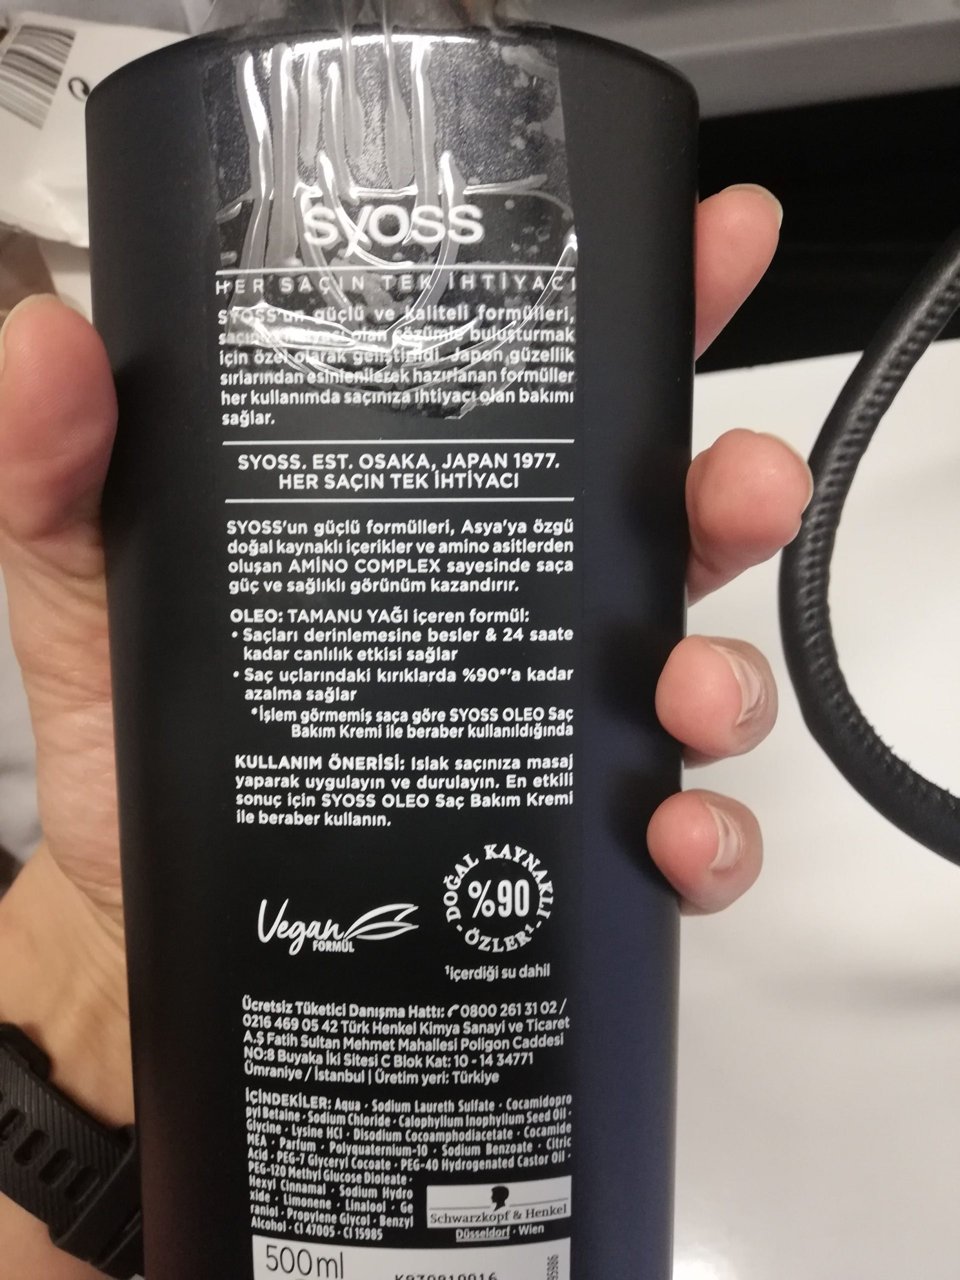 SYOSS
HER SAÇIN TEK İHTİYACI
SYOSS'un güçlü ve kaliteli formülleri,
saçın ihtiyacı olan çözümle buluşturmak
için özel olarak geliştirildi. Japon güzellik
sırlarından esinlenilerek hazırlanan formüller
her kullanımda saçınıza ihtiyacı olan bakımı
sağlar.
SYOSS. EST. OSAKA, JAPAN 1977.
HER SAÇIN TEK İHTİYACI
SYOSS'un güçlü formülleri, Asya'ya özgü
doğal kaynaklı içerikler ve amino asitlerden
oluşan AMİNO COMPLEX sayesinde saça
güç ve sağlıklı görünüm kazandırır.
OLEO: TAMANU YAĞI içeren formül:
• Saçları derinlemesine besler & 24 saate
kadar canlılık etkisi sağlar
• Saç uçlarındaki kırıklarda %90*'a kadar
azalma sağlar
*İşlem görmemiş saça göre SYOSS OLEO Saç
Bakım Kremi ile beraber kullanıldığında
KULLANIM ÖNERİSİ: Islak saçınıza masaj
yaparak uygulayın ve durulayın. En etkili
sonuç için SYOSS OLEO Saç Bakım Kremi
ile beraber kullanın.
Vegan
FORMÜL
DOĞAL KAYNAKLI
%90
ÖZLER¹
¹içerdiği su dahil
Ücretsiz Tüketici Danışma Hattı: 0800 261 31 02 /
0216 469 05 42 Türk Henkel Kimya Sanayi ve Ticaret
A.Ş Fatih Sultan Mehmet Mahallesi Poligon Caddesi
NO:8 Buyaka İki Sitesi C Blok Kat: 10 - 14 34771
Ümraniye / İstanbul | Üretim yeri: Türkiye
İÇİNDEKİLER: Aqua · Sodium Laureth Sulfate · Cocamidopro
pyl Betaine · Sodium Chloride · Calophyllum Inophyllum Seed Oil ·
Glycine · Lysine HCl · Disodium Cocoamphodiacetate · Cocamide
MEA · Parfum · Polyquaternium-10 · Sodium Benzoate · Citric
Acid · PEG-7 Glyceryl Cocoate · PEG-40 Hydrogenated Castor Oil ·
PEG-120 Methyl Glucose Dioleate ·
Hexyl Cinnamal · Sodium Hydro
xide · Limonene · Linalool · Ge
raniol · Propylene Glycol · Benzyl
Alcohol · CI 47005 · CI 15985
Schwarzkopf & Henkel
Düsseldorf · Wien
500ml